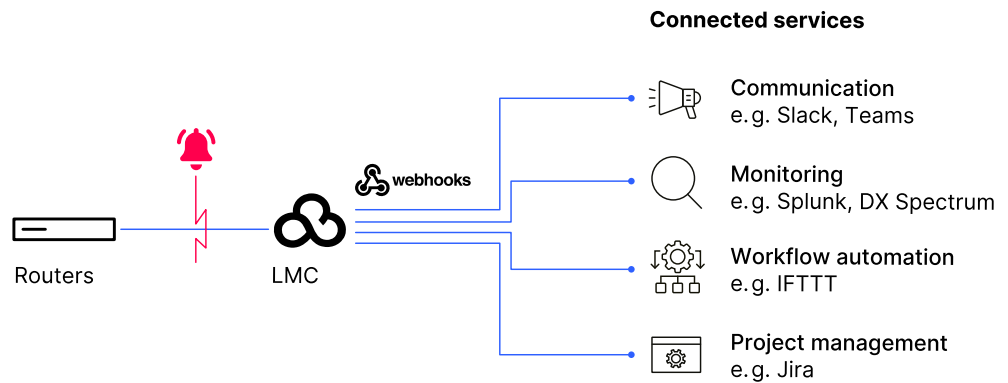 Connected services
Communication
e.g. Slack, Teams
webhooks
Monitoring
e.g. Splunk, DX Spectrum
Routers
LMC
Workflow automation
e.g. IFTTT
Project management
e.g. Jira